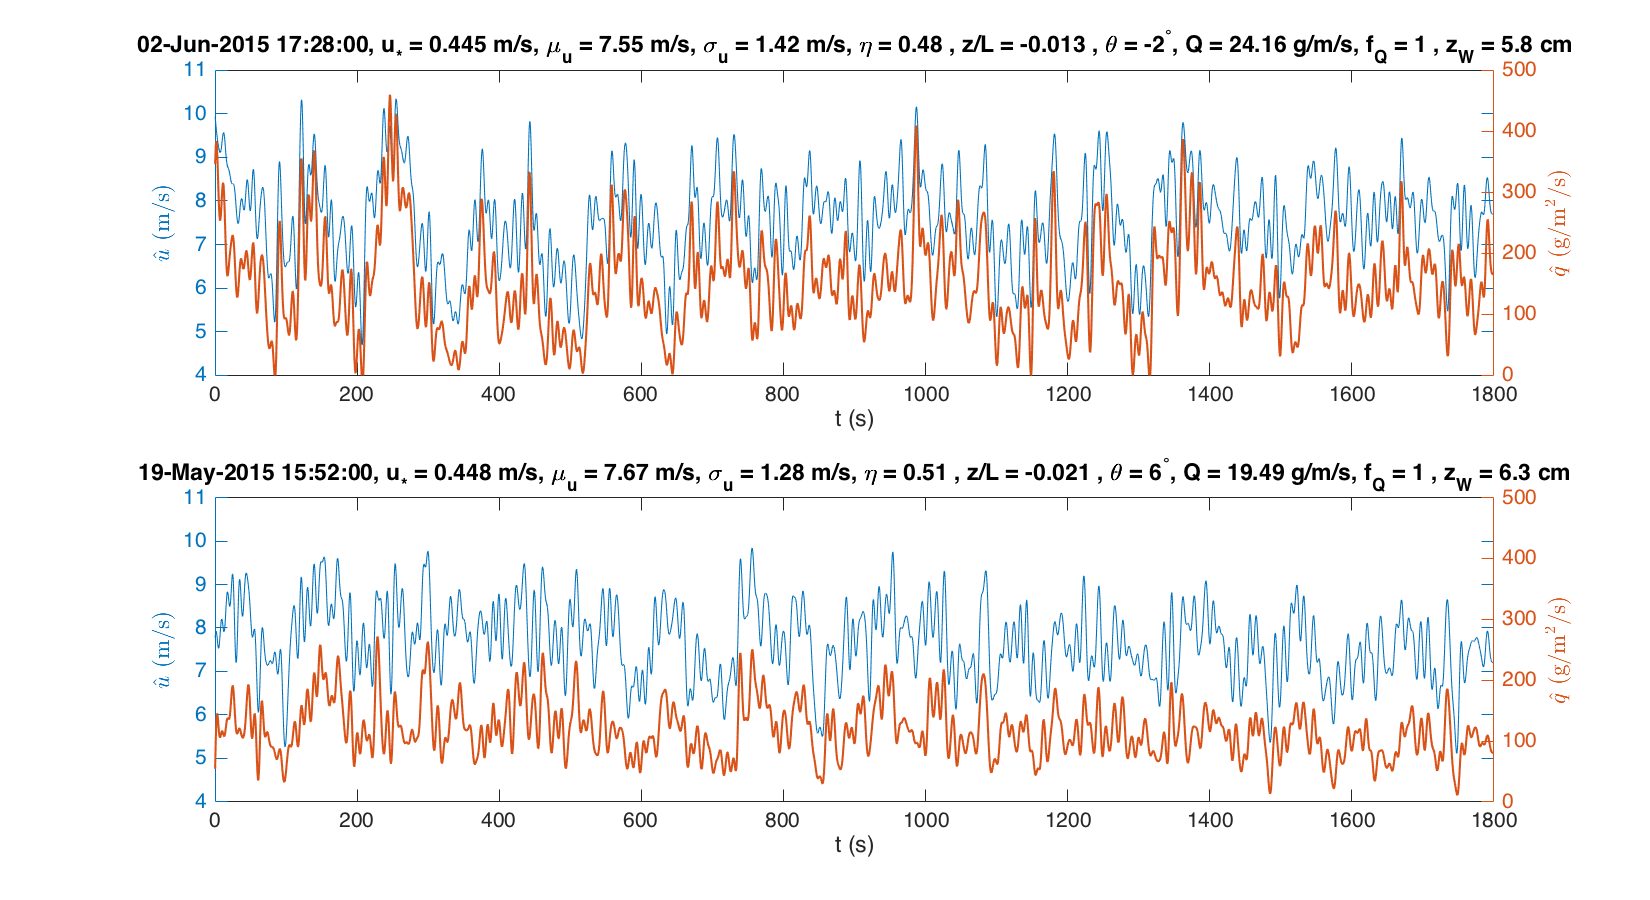 02-Jun-2015 17:28:00, u* = 0.445 m/s, μu = 7.55 m/s, σu = 1.42 m/s, η = 0.48 , z/L = -0.013 , θ = -2°, Q = 24.16 g/m/s, fQ = 1 , zW = 5.8 cm
11 10 9 8 7 6 5 4
û (m/s)
500 400 300 200 100 0
q̂ (g/m²/s)
0 200 400 600 800 1000 1200 1400 1600 1800
t (s)
19-May-2015 15:52:00, u* = 0.448 m/s, μu = 7.67 m/s, σu = 1.28 m/s, η = 0.51 , z/L = -0.021 , θ = 6°, Q = 19.49 g/m/s, fQ = 1 , zW = 6.3 cm
11 10 9 8 7 6 5 4
û (m/s)
500 400 300 200 100 0
q̂ (g/m²/s)
0 200 400 600 800 1000 1200 1400 1600 1800
t (s)